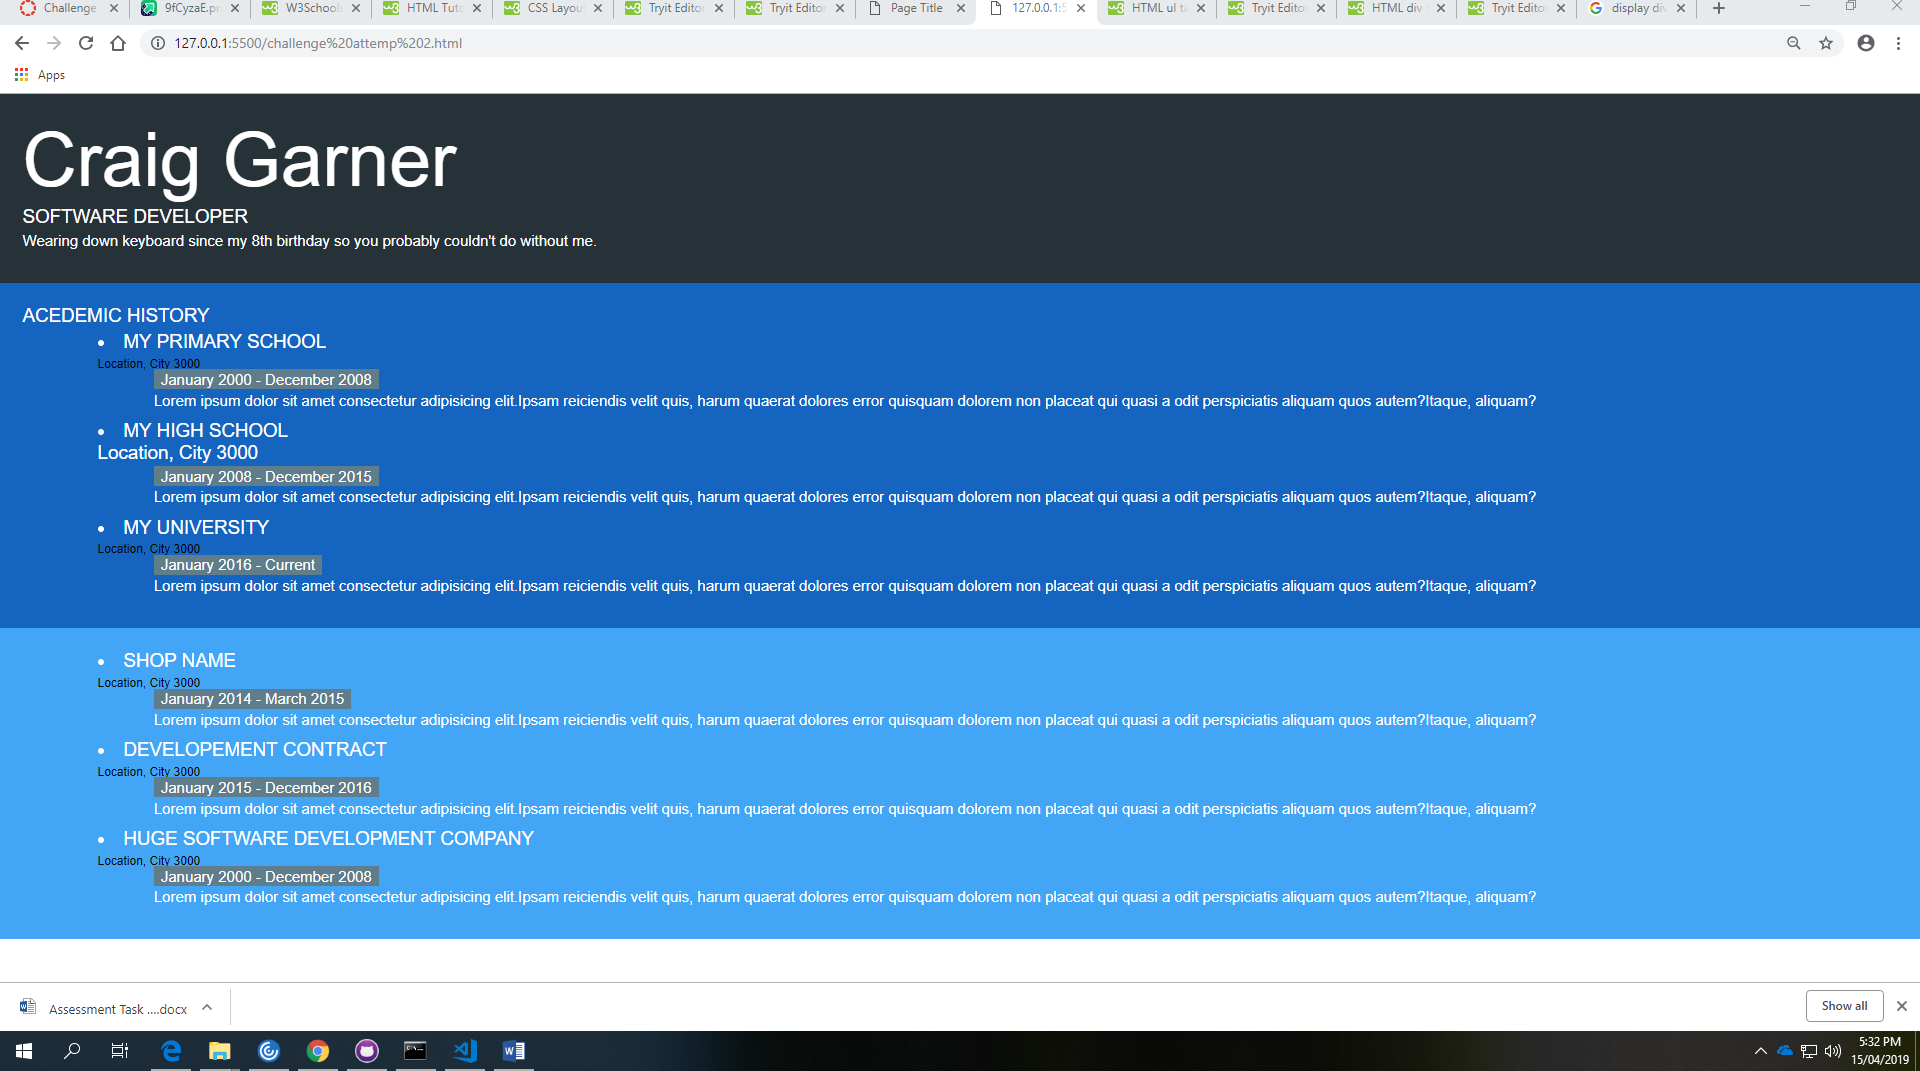 Challenge
9fCyzaE.pn
W3School
HTML Tuto
CSS Layou
Tryit Editor
Tryit Editor
Page Title
127.0.0.1:5
HTML ul ta
Tryit Editor
HTML div
Tryit Editor
display div
127.0.0.1:5500/challenge%20attemp%202.html
Apps
Craig Garner
SOFTWARE DEVELOPER
Wearing down keyboard since my 8th birthday so you probably couldn't do without me.
ACEDEMIC HISTORY
• MY PRIMARY SCHOOL
Location, City 3000
January 2000 - December 2008
Lorem ipsum dolor sit amet consectetur adipisicing elit.Ipsam reiciendis velit quis, harum quaerat dolores error quisquam dolorem non placeat qui quasi a odit perspiciatis aliquam quos autem?Itaque, aliquam?
• MY HIGH SCHOOL
Location, City 3000
January 2008 - December 2015
Lorem ipsum dolor sit amet consectetur adipisicing elit.Ipsam reiciendis velit quis, harum quaerat dolores error quisquam dolorem non placeat qui quasi a odit perspiciatis aliquam quos autem?Itaque, aliquam?
• MY UNIVERSITY
Location, City 3000
January 2016 - Current
Lorem ipsum dolor sit amet consectetur adipisicing elit.Ipsam reiciendis velit quis, harum quaerat dolores error quisquam dolorem non placeat qui quasi a odit perspiciatis aliquam quos autem?Itaque, aliquam?
• SHOP NAME
Location, City 3000
January 2014 - March 2015
Lorem ipsum dolor sit amet consectetur adipisicing elit.Ipsam reiciendis velit quis, harum quaerat dolores error quisquam dolorem non placeat qui quasi a odit perspiciatis aliquam quos autem?Itaque, aliquam?
• DEVELOPEMENT CONTRACT
Location, City 3000
January 2015 - December 2016
Lorem ipsum dolor sit amet consectetur adipisicing elit.Ipsam reiciendis velit quis, harum quaerat dolores error quisquam dolorem non placeat qui quasi a odit perspiciatis aliquam quos autem?Itaque, aliquam?
• HUGE SOFTWARE DEVELOPMENT COMPANY
Location, City 3000
January 2000 - December 2008
Lorem ipsum dolor sit amet consectetur adipisicing elit.Ipsam reiciendis velit quis, harum quaerat dolores error quisquam dolorem non placeat qui quasi a odit perspiciatis aliquam quos autem?Itaque, aliquam?
Assessment Task ....docx
Show all
5:32 PM
15/04/2019